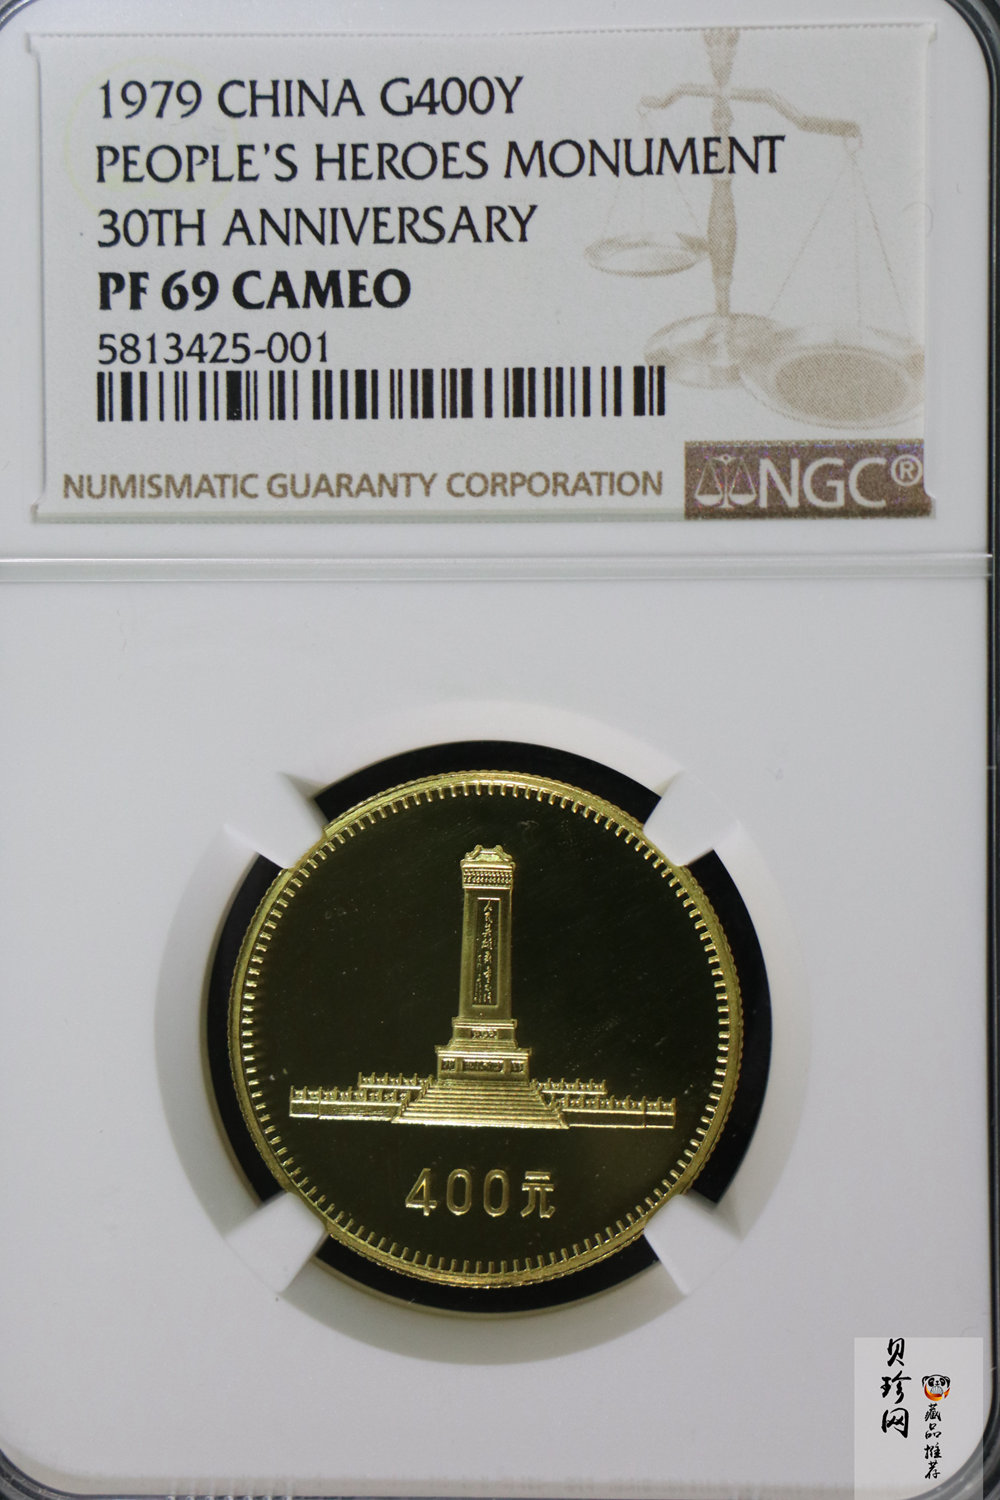 1979 CHINA G400Y
PEOPLE'S HEROES MONUMENT
30TH ANNIVERSARY
PF 69 CAMEO
5813425-001
NUMISMATIC GUARANTY CORPORATION
NGC®
400元
贝珍网
藏品推荐